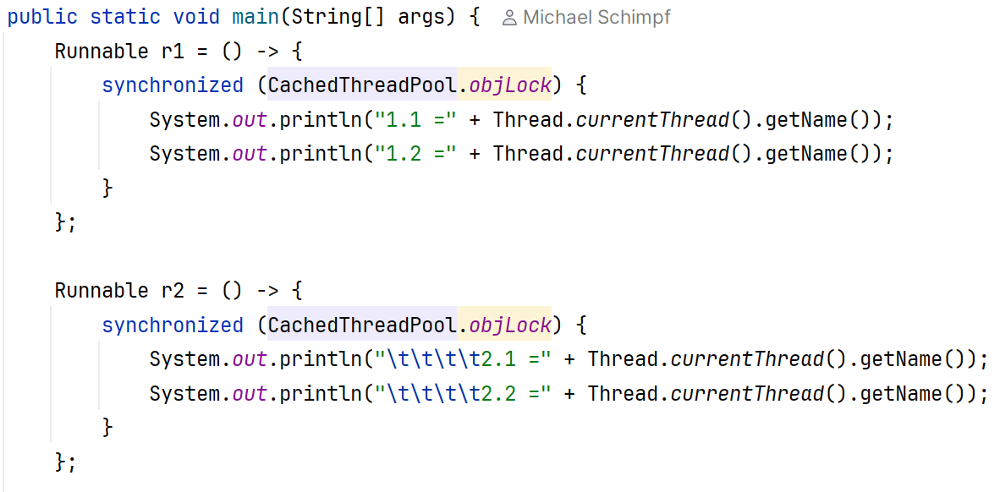 public static void main(String[] args) { Michael Schimpf
    Runnable r1 = () -> {
        synchronized (CachedThreadPool.objLock) {
            System.out.println("1.1 =" + Thread.currentThread().getName());
            System.out.println("1.2 =" + Thread.currentThread().getName());
        }
    };

    Runnable r2 = () -> {
        synchronized (CachedThreadPool.objLock) {
            System.out.println("\t\t\t\t2.1 =" + Thread.currentThread().getName());
            System.out.println("\t\t\t\t2.2 =" + Thread.currentThread().getName());
        }
    };